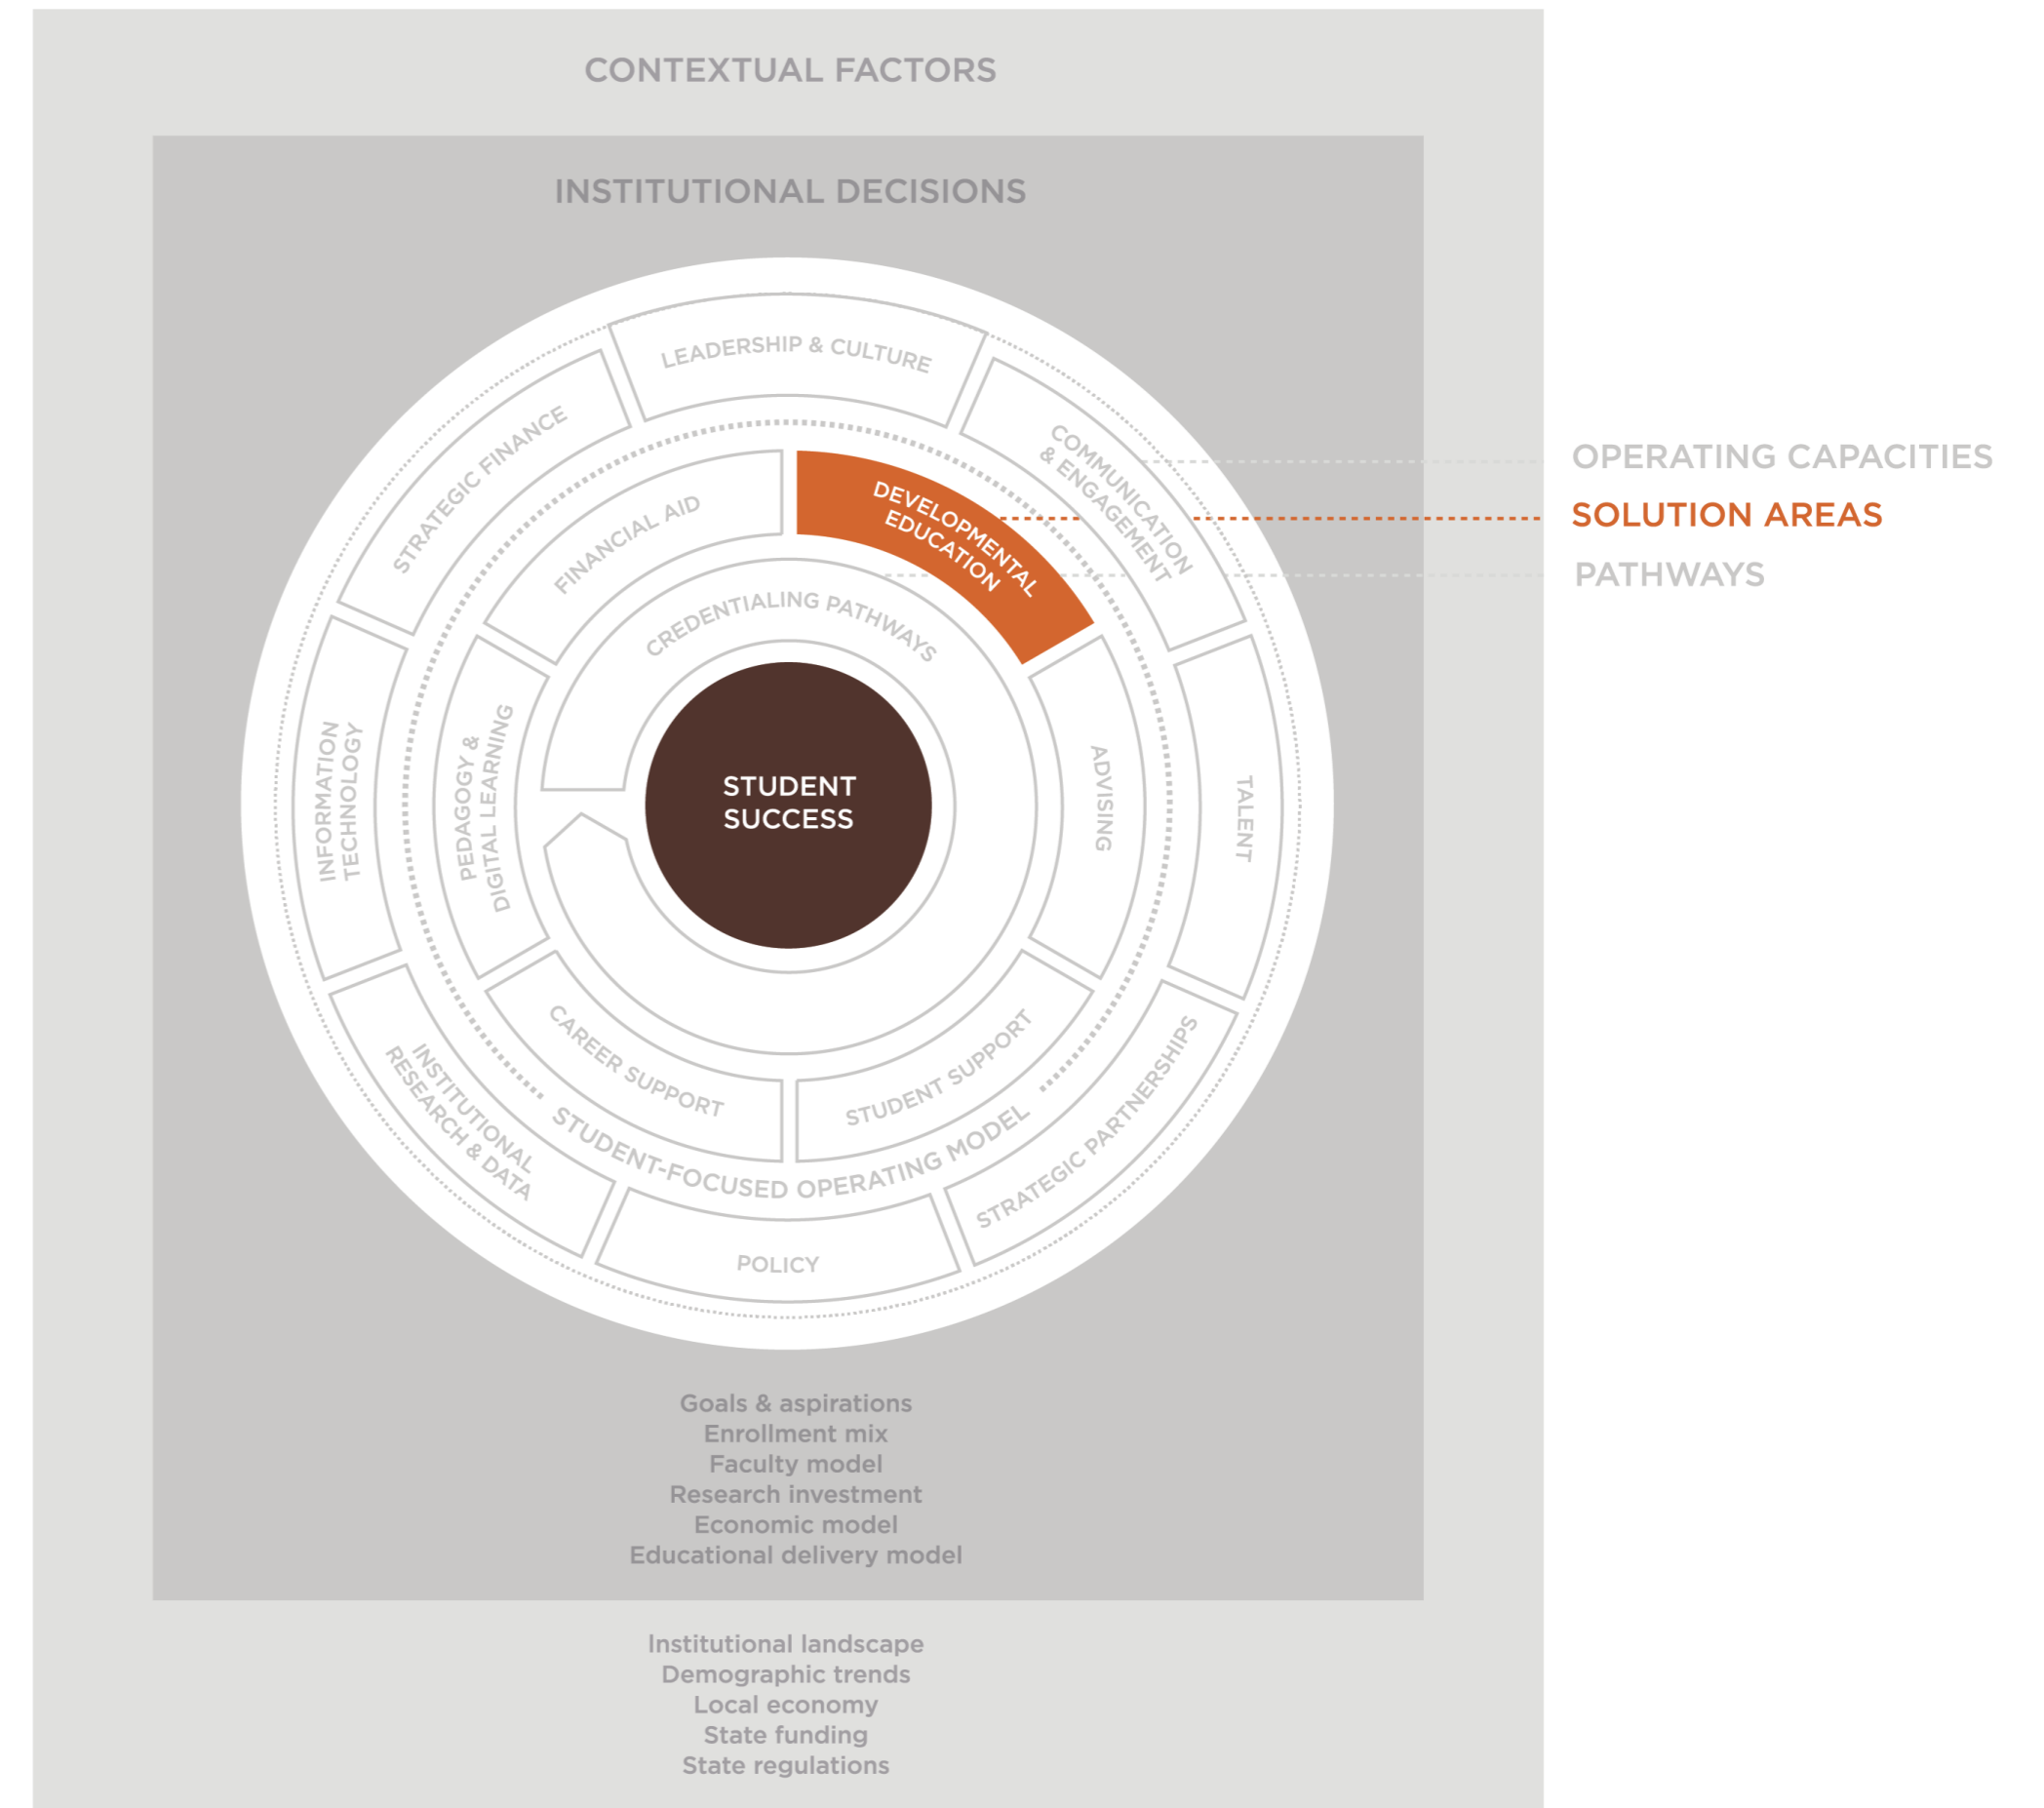 CONTEXTUAL FACTORS
INSTITUTIONAL DECISIONS
LEADERSHIP & CULTURE
COMMUNICATION
& ENGAGEMENT
TALENT
STRATEGIC PARTNERSHIPS
POLICY
INSTITUTIONAL
RESEARCH & DATA
INFORMATION
TECHNOLOGY
STRATEGIC FINANCE
STUDENT-FOCUSED OPERATING MODEL
FINANCIAL AID
DEVELOPMENTAL
EDUCATION
ADVISING
STUDENT SUPPORT
CAREER SUPPORT
PEDAGOGY &
DIGITAL LEARNING
CREDENTIALING PATHWAYS
STUDENT
SUCCESS
OPERATING CAPACITIES
SOLUTION AREAS
PATHWAYS
Goals & aspirations
Enrollment mix
Faculty model
Research investment
Economic model
Educational delivery model
Institutional landscape
Demographic trends
Local economy
State funding
State regulations